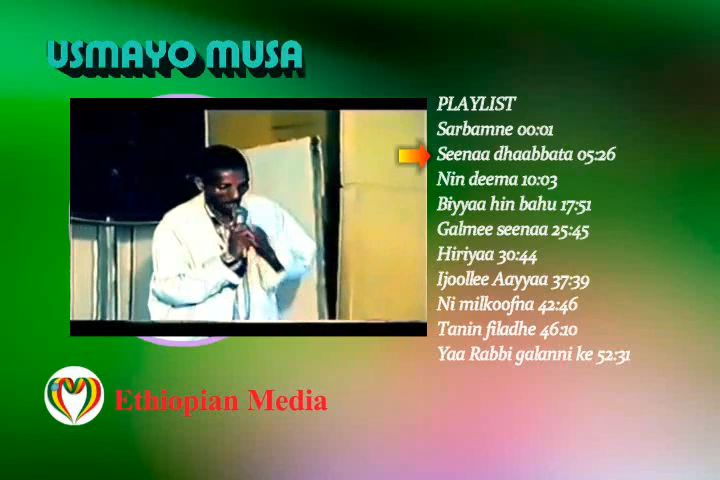 USMAYO MUSA
PLAYLIST
Sarbamne 00:01
Seenaa dhaabbata 05:26
Nin deema 10:03
Biyyaa hin bahu 17:51
Galmee seenaa 25:45
Hiriyaa 30:44
Ijoollee Aayyaa 37:39
Ni milkoofna 42:46
Tanin filadhe 46:10
Yaa Rabbi galanni ke 52:31
Ethiopian Media